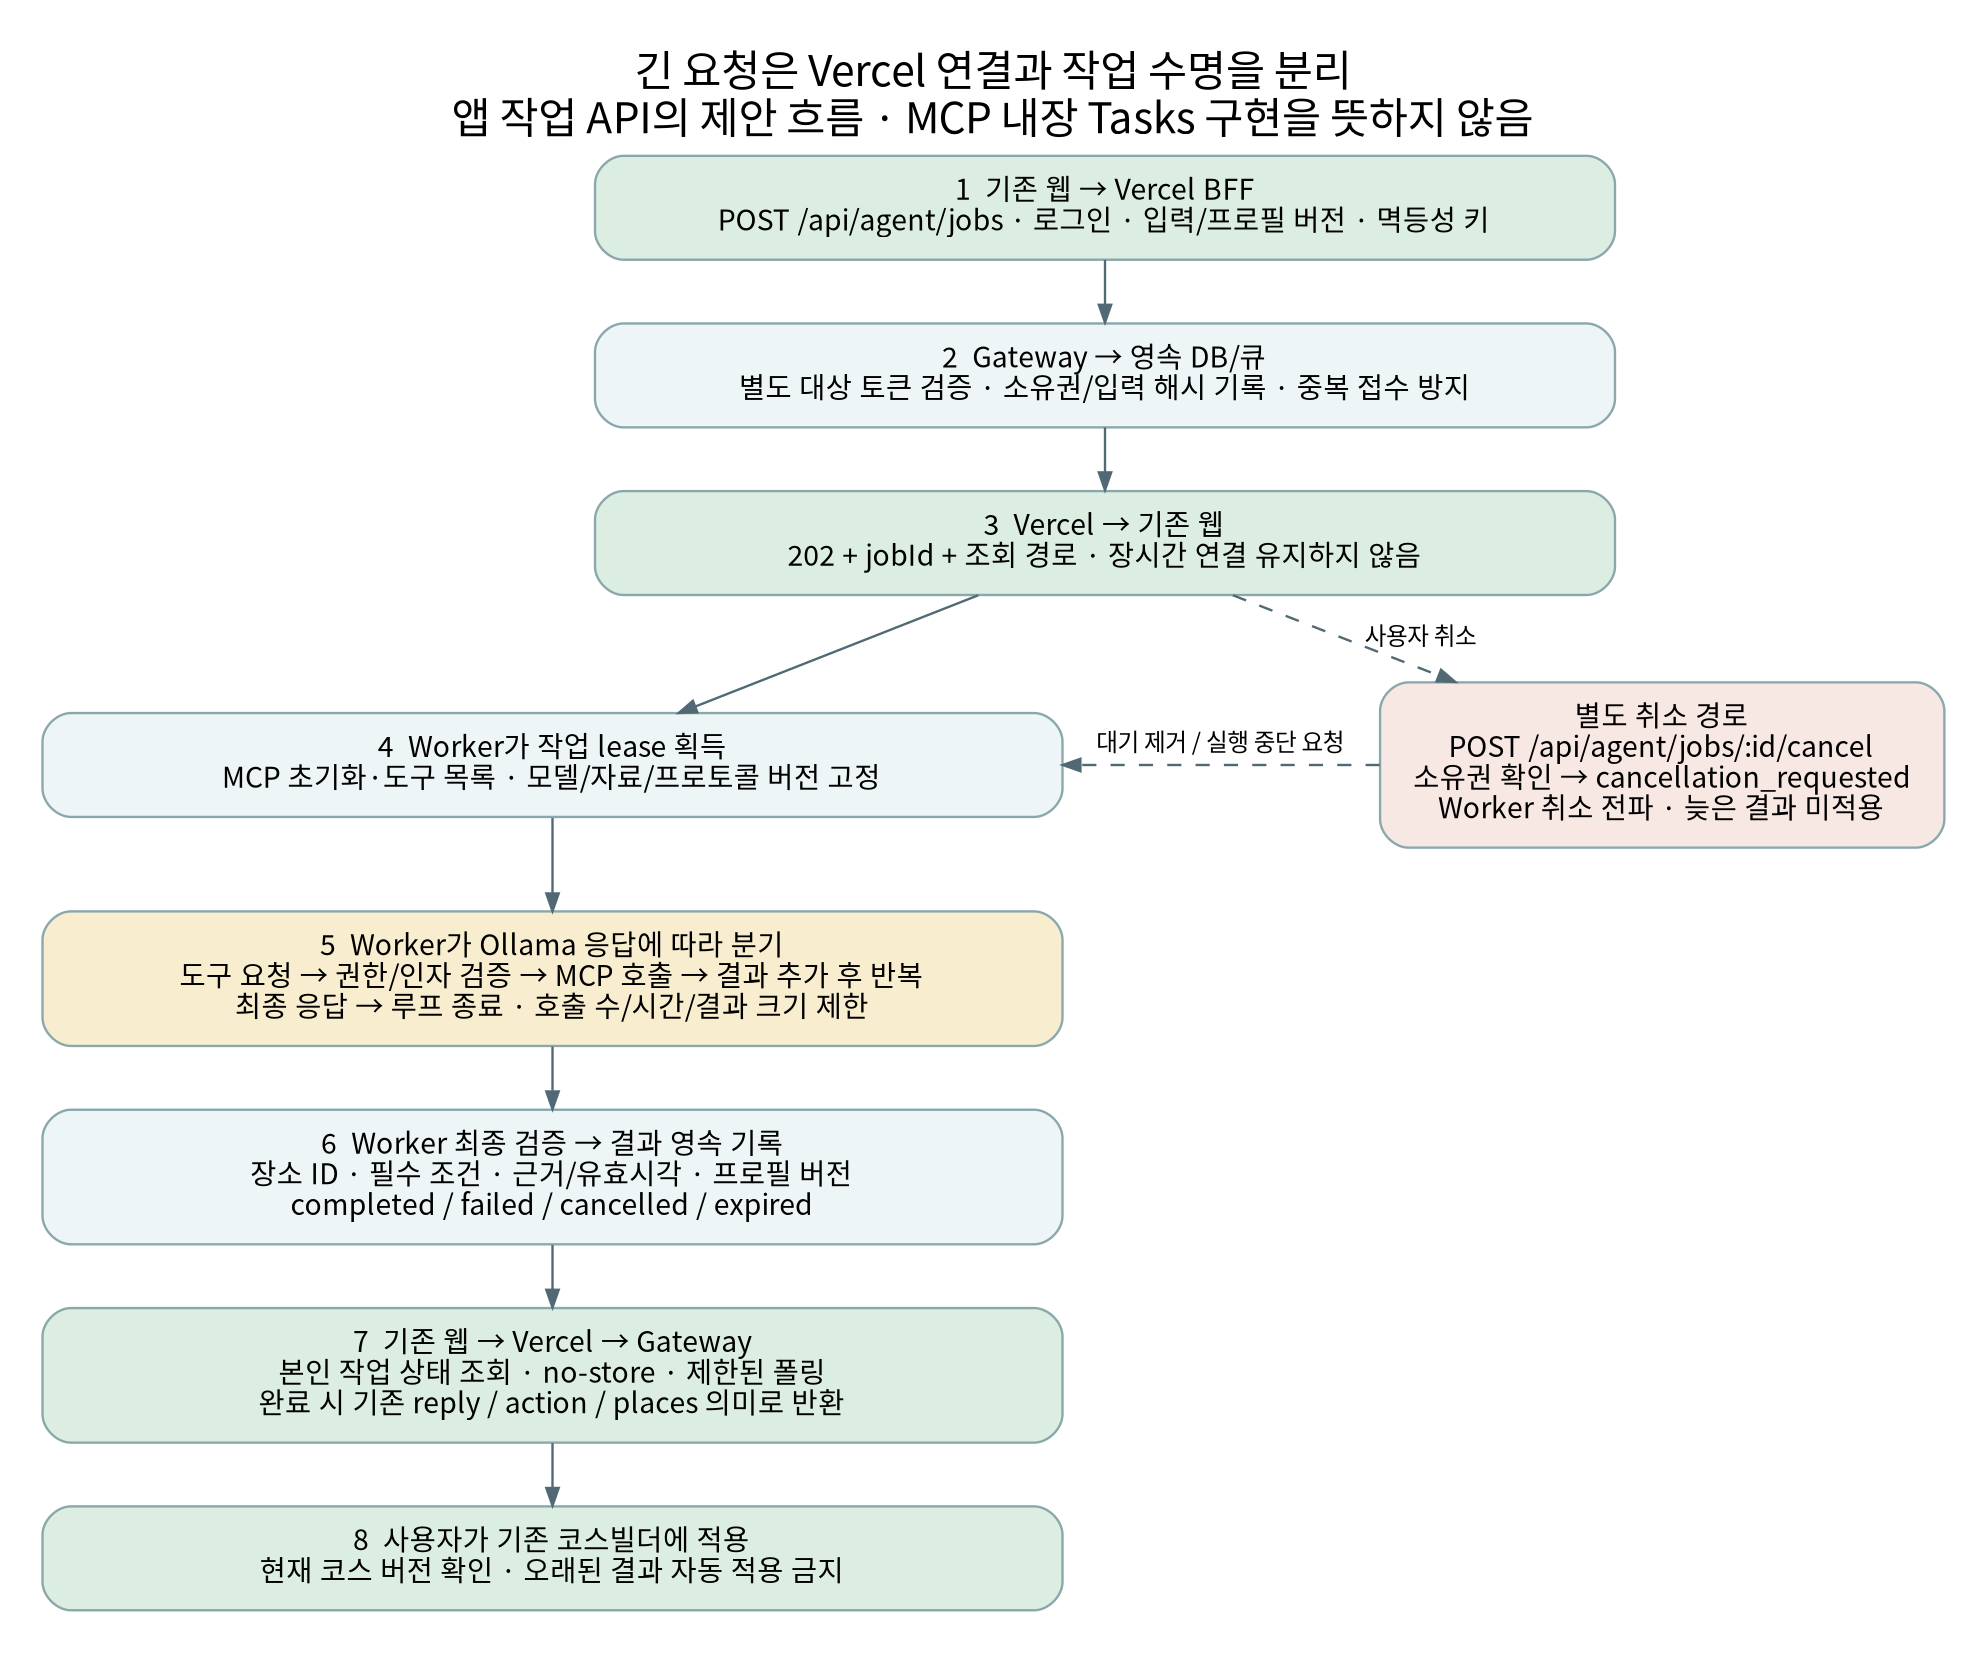 긴 요청은 Vercel 연결과 작업 수명을 분리
앱 작업 API의 제안 흐름 · MCP 내장 Tasks 구현을 뜻하지 않음
1 기존 웹 → Vercel BFF
POST /api/agent/jobs · 로그인 · 입력/프로필 버전 · 멱등성 키
2 Gateway → 영속 DB/큐
별도 대상 토큰 검증 · 소유권/입력 해시 기록 · 중복 접수 방지
3 Vercel → 기존 웹
202 + jobId + 조회 경로 · 장시간 연결 유지하지 않음
사용자 취소
별도 취소 경로
POST /api/agent/jobs/:id/cancel
소유권 확인 → cancellation_requested
Worker 취소 전파 · 늦은 결과 미적용
대기 제거 / 실행 중단 요청
4 Worker가 작업 lease 획득
MCP 초기화·도구 목록 · 모델/자료/프로토콜 버전 고정
5 Worker가 Ollama 응답에 따라 분기
도구 요청 → 권한/인자 검증 → MCP 호출 → 결과 추가 후 반복
최종 응답 → 루프 종료 · 호출 수/시간/결과 크기 제한
6 Worker 최종 검증 → 결과 영속 기록
장소 ID · 필수 조건 · 근거/유효시각 · 프로필 버전
completed / failed / cancelled / expired
7 기존 웹 → Vercel → Gateway
본인 작업 상태 조회 · no-store · 제한된 폴링
완료 시 기존 reply / action / places 의미로 반환
8 사용자가 기존 코스빌더에 적용
현재 코스 버전 확인 · 오래된 결과 자동 적용 금지